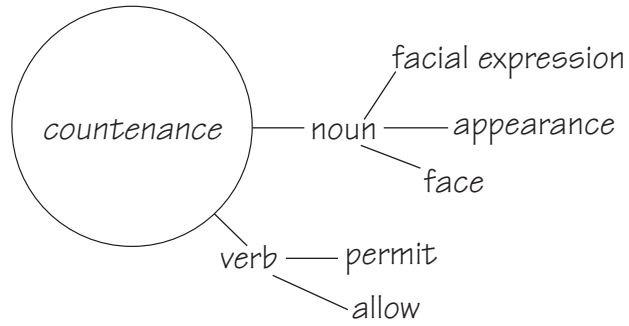 facial expression
countenance
noun
appearance
face
verb
permit
allow